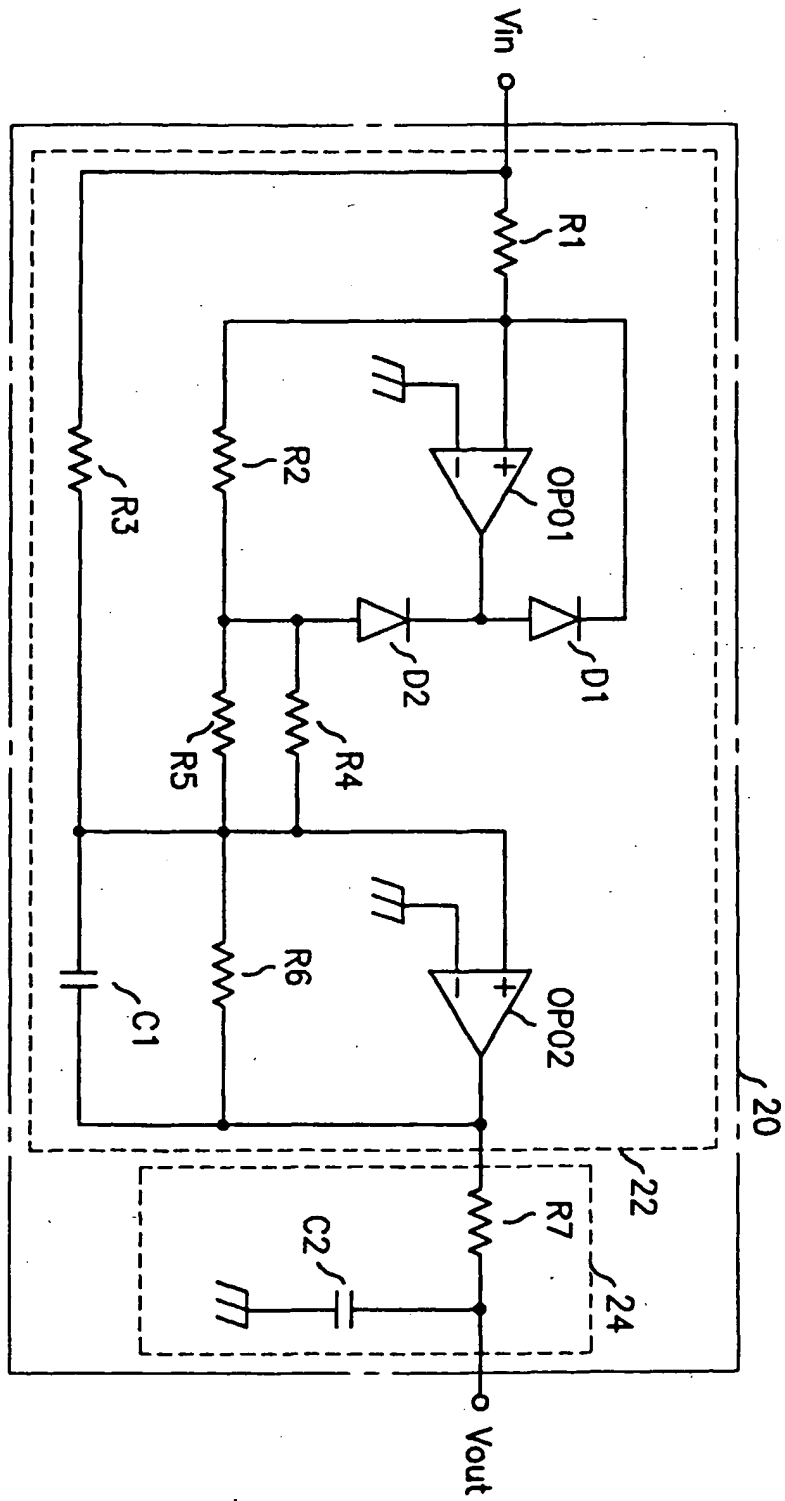 20
22
24
D1
R1
OP01
OP02
R7
Vin
+
+
Vout
−
−
D2
R4
C2
R2
R6
R5
C1
R3